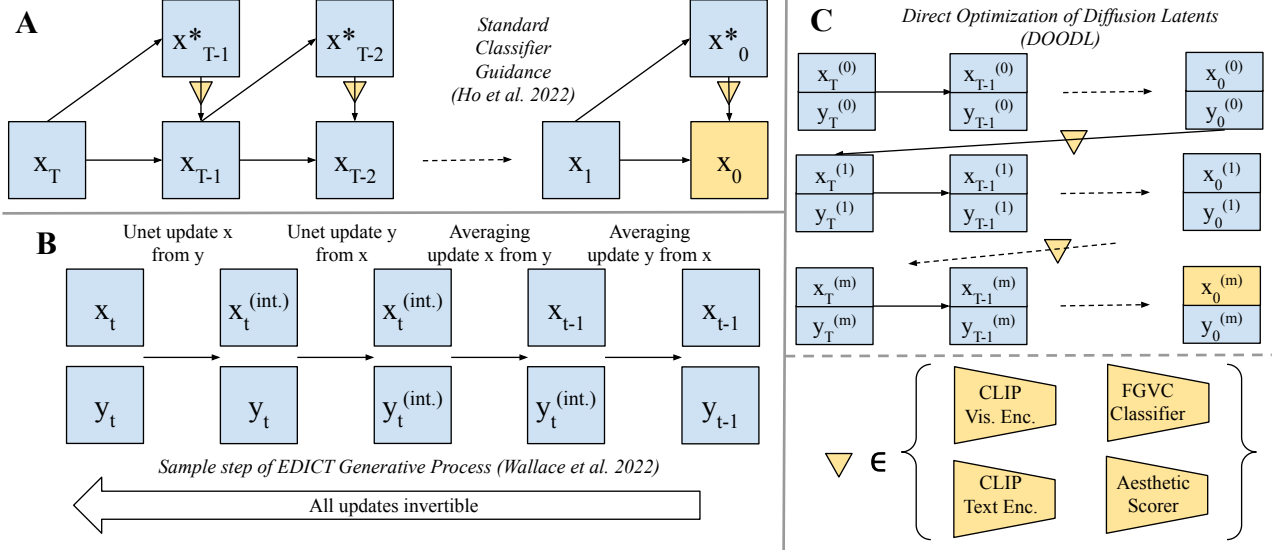 A
x*T-1
x*T-2
Standard
Classifier
Guidance
(Ho et al. 2022)
x*0
xT
xT-1
xT-2
x1
x0
B
Unet update x
from y
Unet update y
from x
Averaging
update x from y
Averaging
update y from x
xt
xt(int.)
xt(int.)
xt-1
xt-1
yt
yt
yt(int.)
yt(int.)
yt-1
Sample step of EDICT Generative Process (Wallace et al. 2022)
All updates invertible
C
Direct Optimization of Diffusion Latents
(DOODL)
xT(0)
xT-1(0)
x0(0)
yT(0)
yT-1(0)
y0(0)
xT(1)
xT-1(1)
x0(1)
yT(1)
yT-1(1)
y0(1)
xT(m)
xT-1(m)
x0(m)
yT(m)
yT-1(m)
y0(m)
∈
CLIP
Vis. Enc.
FGVC
Classifier
CLIP
Text Enc.
Aesthetic
Scorer